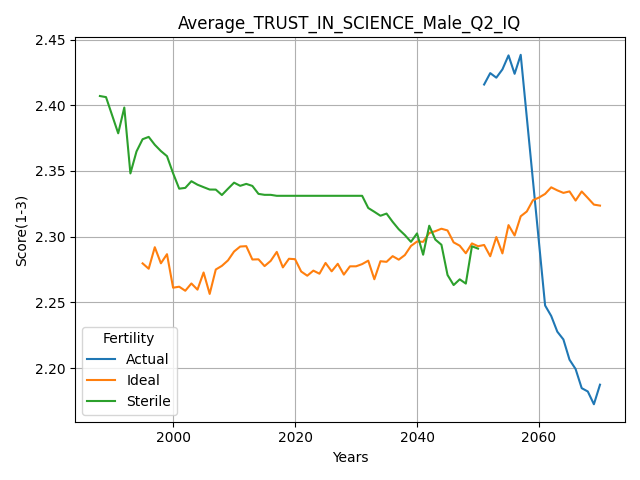 Average_TRUST_IN_SCIENCE_Male_Q2_IQ
Score(1-3)
2.45
2.40
2.35
2.30
2.25
2.20
Fertility
Actual
Ideal
Sterile
2000
2020
2040
2060
Years